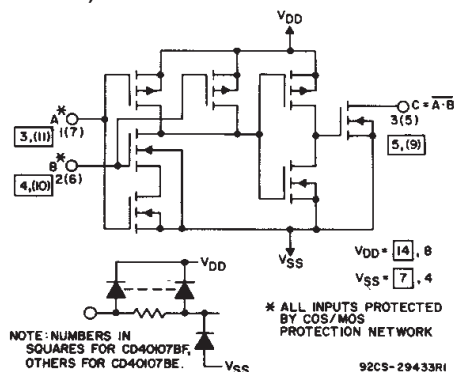 VDD
A*
1(7)
3,(11)
B*
2(6)
4,(10)
C = A·B
3(5)
5,(9)
VSS
VDD = 14, 8
VSS = 7, 4
VDD
VSS
* ALL INPUTS PROTECTED
BY COS/MOS
PROTECTION NETWORK
NOTE: NUMBERS IN
SQUARES FOR CD40107BF,
OTHERS FOR CD40107BE.
92CS-29433R1